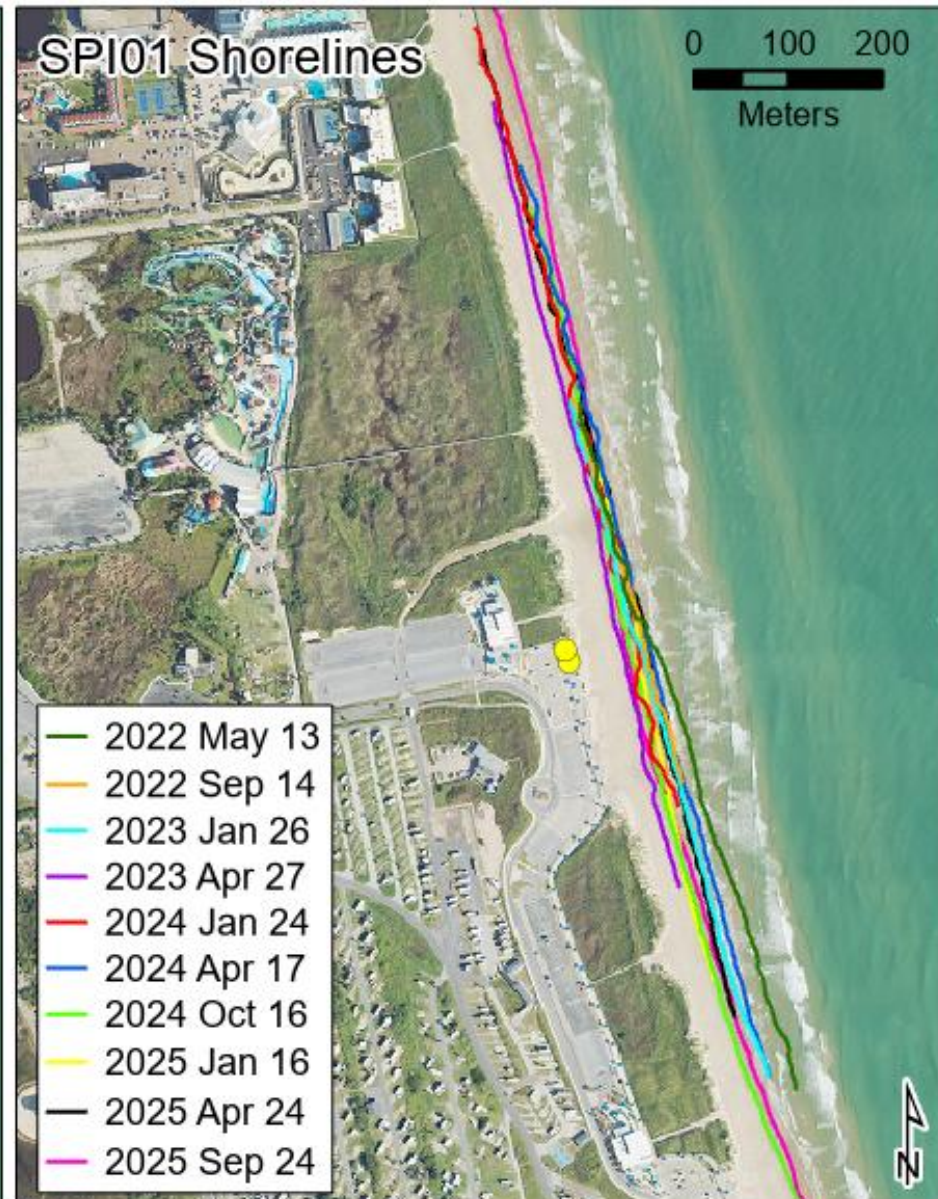 SPI01 Shorelines
0 100 200
Meters
2022 May 13
2022 Sep 14
2023 Jan 26
2023 Apr 27
2024 Jan 24
2024 Apr 17
2024 Oct 16
2025 Jan 16
2025 Apr 24
2025 Sep 24
N